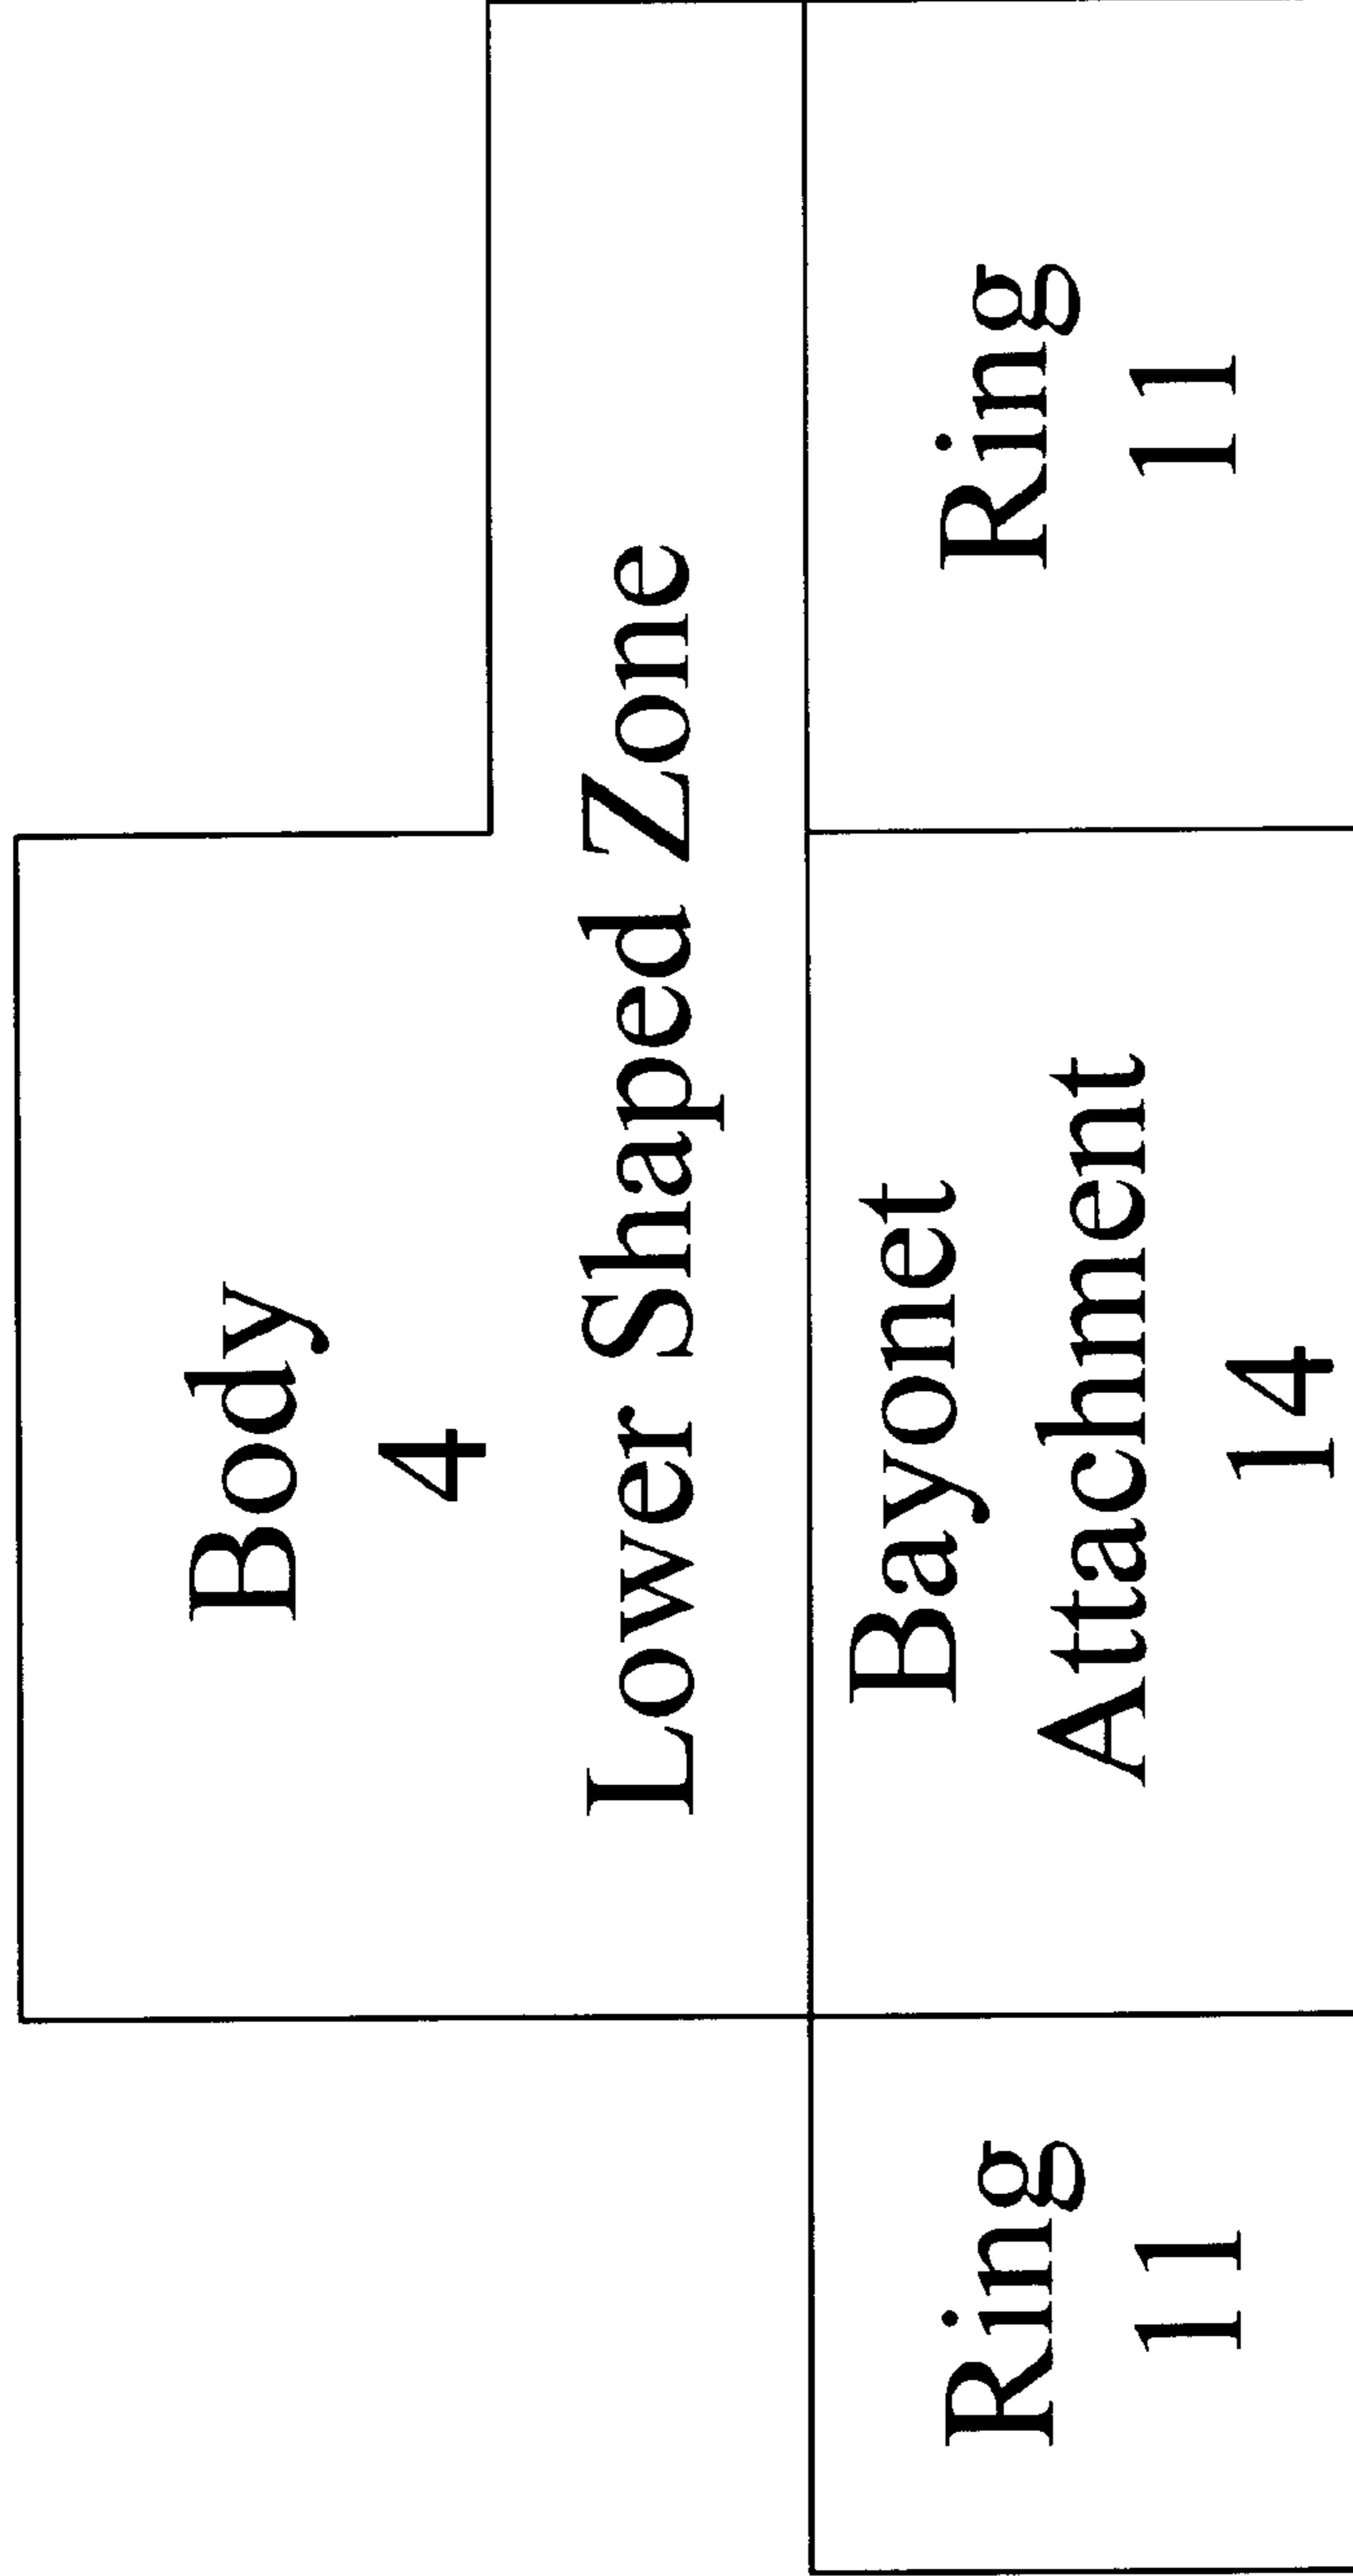 Body
4
Lower Shaped Zone
Ring
11
Bayonet
Attachment
14
Ring
11